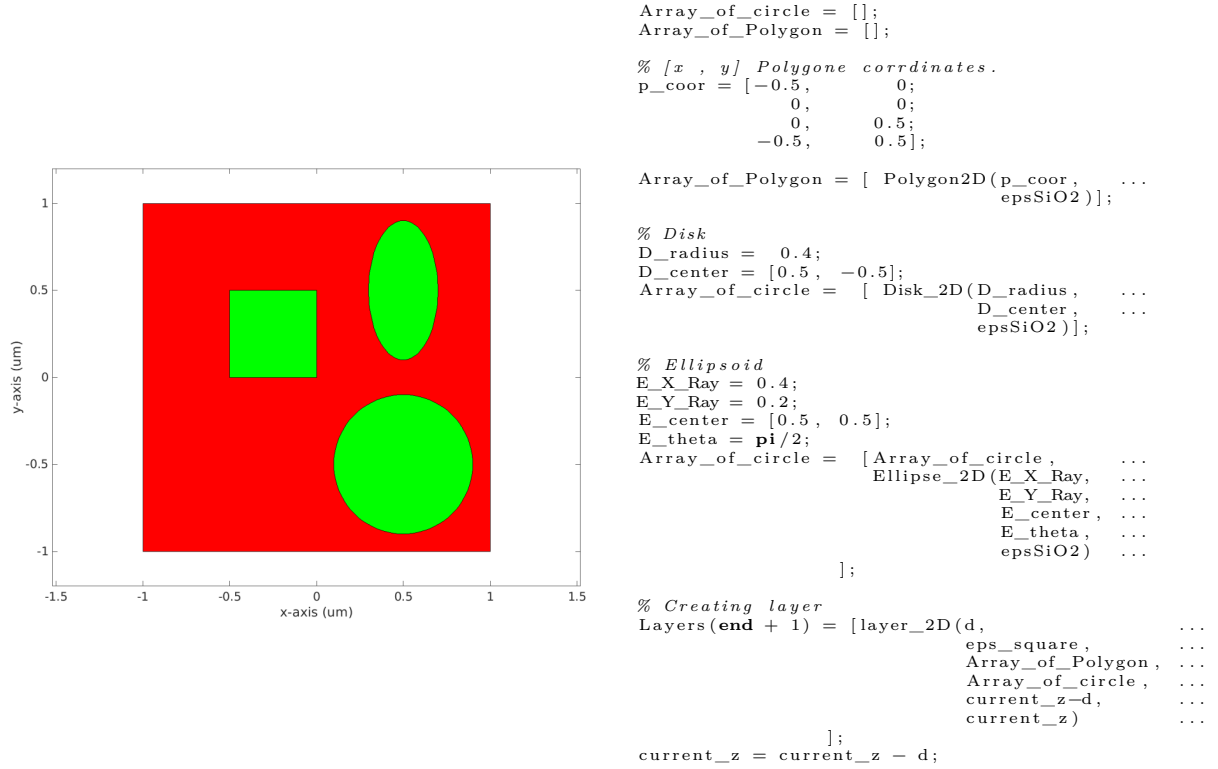 1
0.5
0
-0.5
-1
-1.5
-1
-0.5
0
0.5
1
1.5
x-axis (um)
y-axis (um)
Array_of_circle = [];
Array_of_Polygon = [];
% [x , y] Polygone corrdinates.
p_coor = [−0.5, 0;
0, 0;
0, 0.5;
−0.5, 0.5];
Array_of_Polygon = [ Polygon2D(p_coor, ...
epsSiO2)];
% Disk
D_radius = 0.4;
D_center = [0.5, −0.5];
Array_of_circle = [ Disk_2D(D_radius, ...
D_center, ...
epsSiO2)];
% Ellipsoid
E_X_Ray = 0.4;
E_Y_Ray = 0.2;
E_center = [0.5, 0.5];
E_theta = pi/2;
Array_of_circle = [Array_of_circle, ...
Ellipse_2D(E_X_Ray, ...
E_Y_Ray, ...
E_center, ...
E_theta, ...
epsSiO2) ...
];
% Creating layer
Layers(end + 1) = [layer_2D(d, ...
eps_square, ...
Array_of_Polygon, ...
Array_of_circle, ...
current_z−d, ...
current_z) ...
];
current_z = current_z − d;